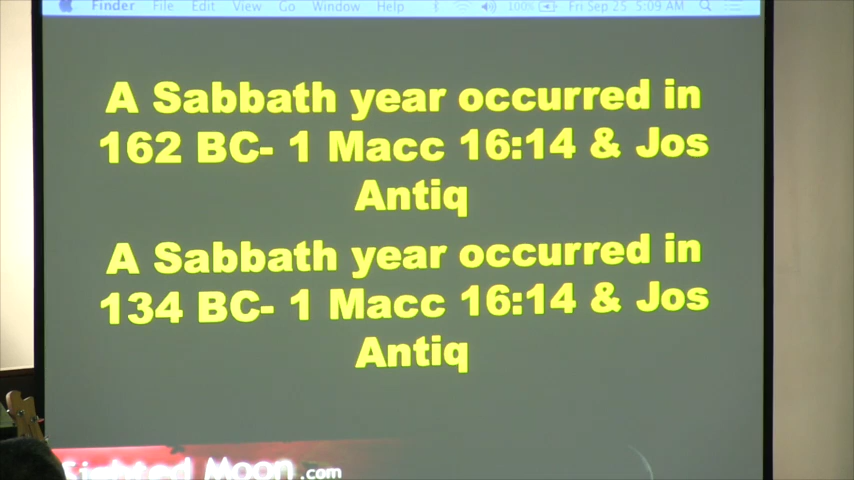 Finder File Edit View Go Window Help 100% Fri Sep 25 5:09 AM
A Sabbath year occurred in
162 BC- 1 Macc 16:14 & Jos
Antiq
A Sabbath year occurred in
134 BC- 1 Macc 16:14 & Jos
Antiq
Sighted Moon.com